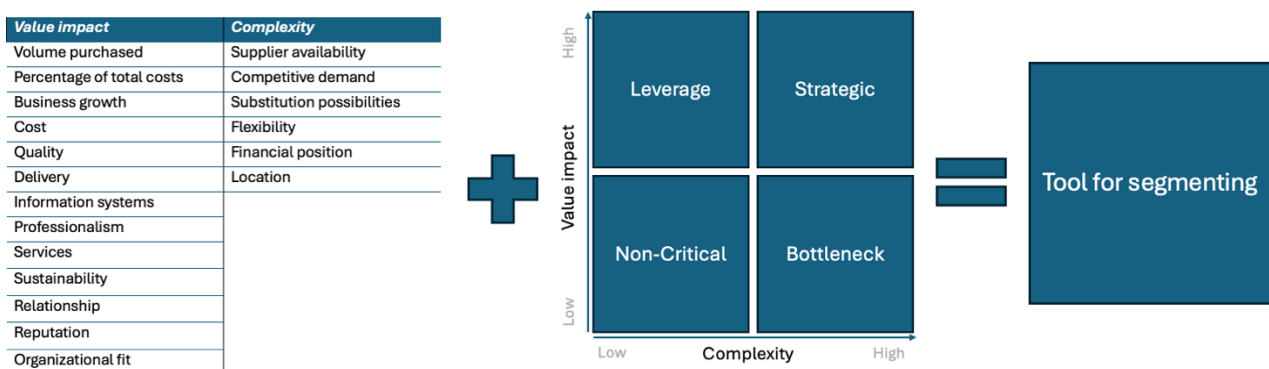 Value impact Complexity
Volume purchased Supplier availability
Percentage of total costs Competitive demand
Business growth Substitution possibilities
Cost Flexibility
Quality Financial position
Delivery Location
Information systems
Professionalism
Services
Sustainability
Relationship
Reputation
Organizational fit
Value impact
High
Low
Leverage Strategic
Non-Critical Bottleneck
Low Complexity High
Tool for segmenting